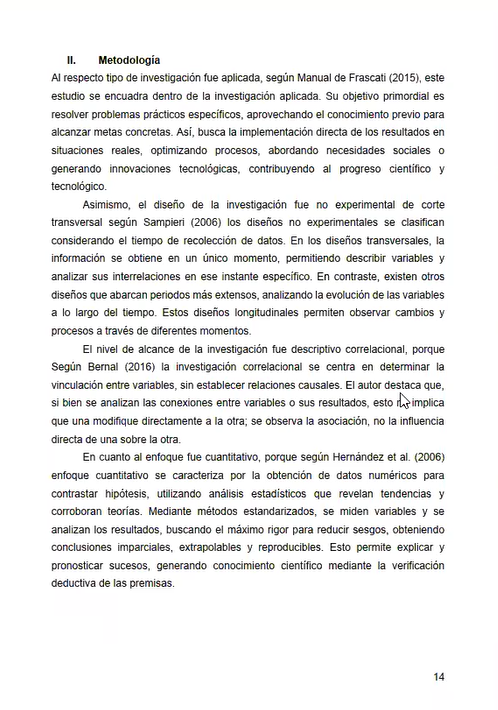 II. Metodología
Al respecto tipo de investigación fue aplicada, según Manual de Frascati (2015), este
estudio se encuadra dentro de la investigación aplicada. Su objetivo primordial es
resolver problemas prácticos específicos, aprovechando el conocimiento previo para
alcanzar metas concretas. Así, busca la implementación directa de los resultados en
situaciones reales, optimizando procesos, abordando necesidades sociales o
generando innovaciones tecnológicas, contribuyendo al progreso científico y
tecnológico.
Asimismo, el diseño de la investigación fue no experimental de corte
transversal según Sampieri (2006) los diseños no experimentales se clasifican
considerando el tiempo de recolección de datos. En los diseños transversales, la
información se obtiene en un único momento, permitiendo describir variables y
analizar sus interrelaciones en ese instante específico. En contraste, existen otros
diseños que abarcan periodos más extensos, analizando la evolución de las variables
a lo largo del tiempo. Estos diseños longitudinales permiten observar cambios y
procesos a través de diferentes momentos.
El nivel de alcance de la investigación fue descriptivo correlacional, porque
Según Bernal (2016) la investigación correlacional se centra en determinar la
vinculación entre variables, sin establecer relaciones causales. El autor destaca que,
si bien se analizan las conexiones entre variables o sus resultados, esto no implica
que una modifique directamente a la otra; se observa la asociación, no la influencia
directa de una sobre la otra.
En cuanto al enfoque fue cuantitativo, porque según Hernández et al. (2006)
enfoque cuantitativo se caracteriza por la obtención de datos numéricos para
contrastar hipótesis, utilizando análisis estadísticos que revelan tendencias y
corroboran teorías. Mediante métodos estandarizados, se miden variables y se
analizan los resultados, buscando el máximo rigor para reducir sesgos, obteniendo
conclusiones imparciales, extrapolables y reproducibles. Esto permite explicar y
pronosticar sucesos, generando conocimiento científico mediante la verificación
deductiva de las premisas.
14